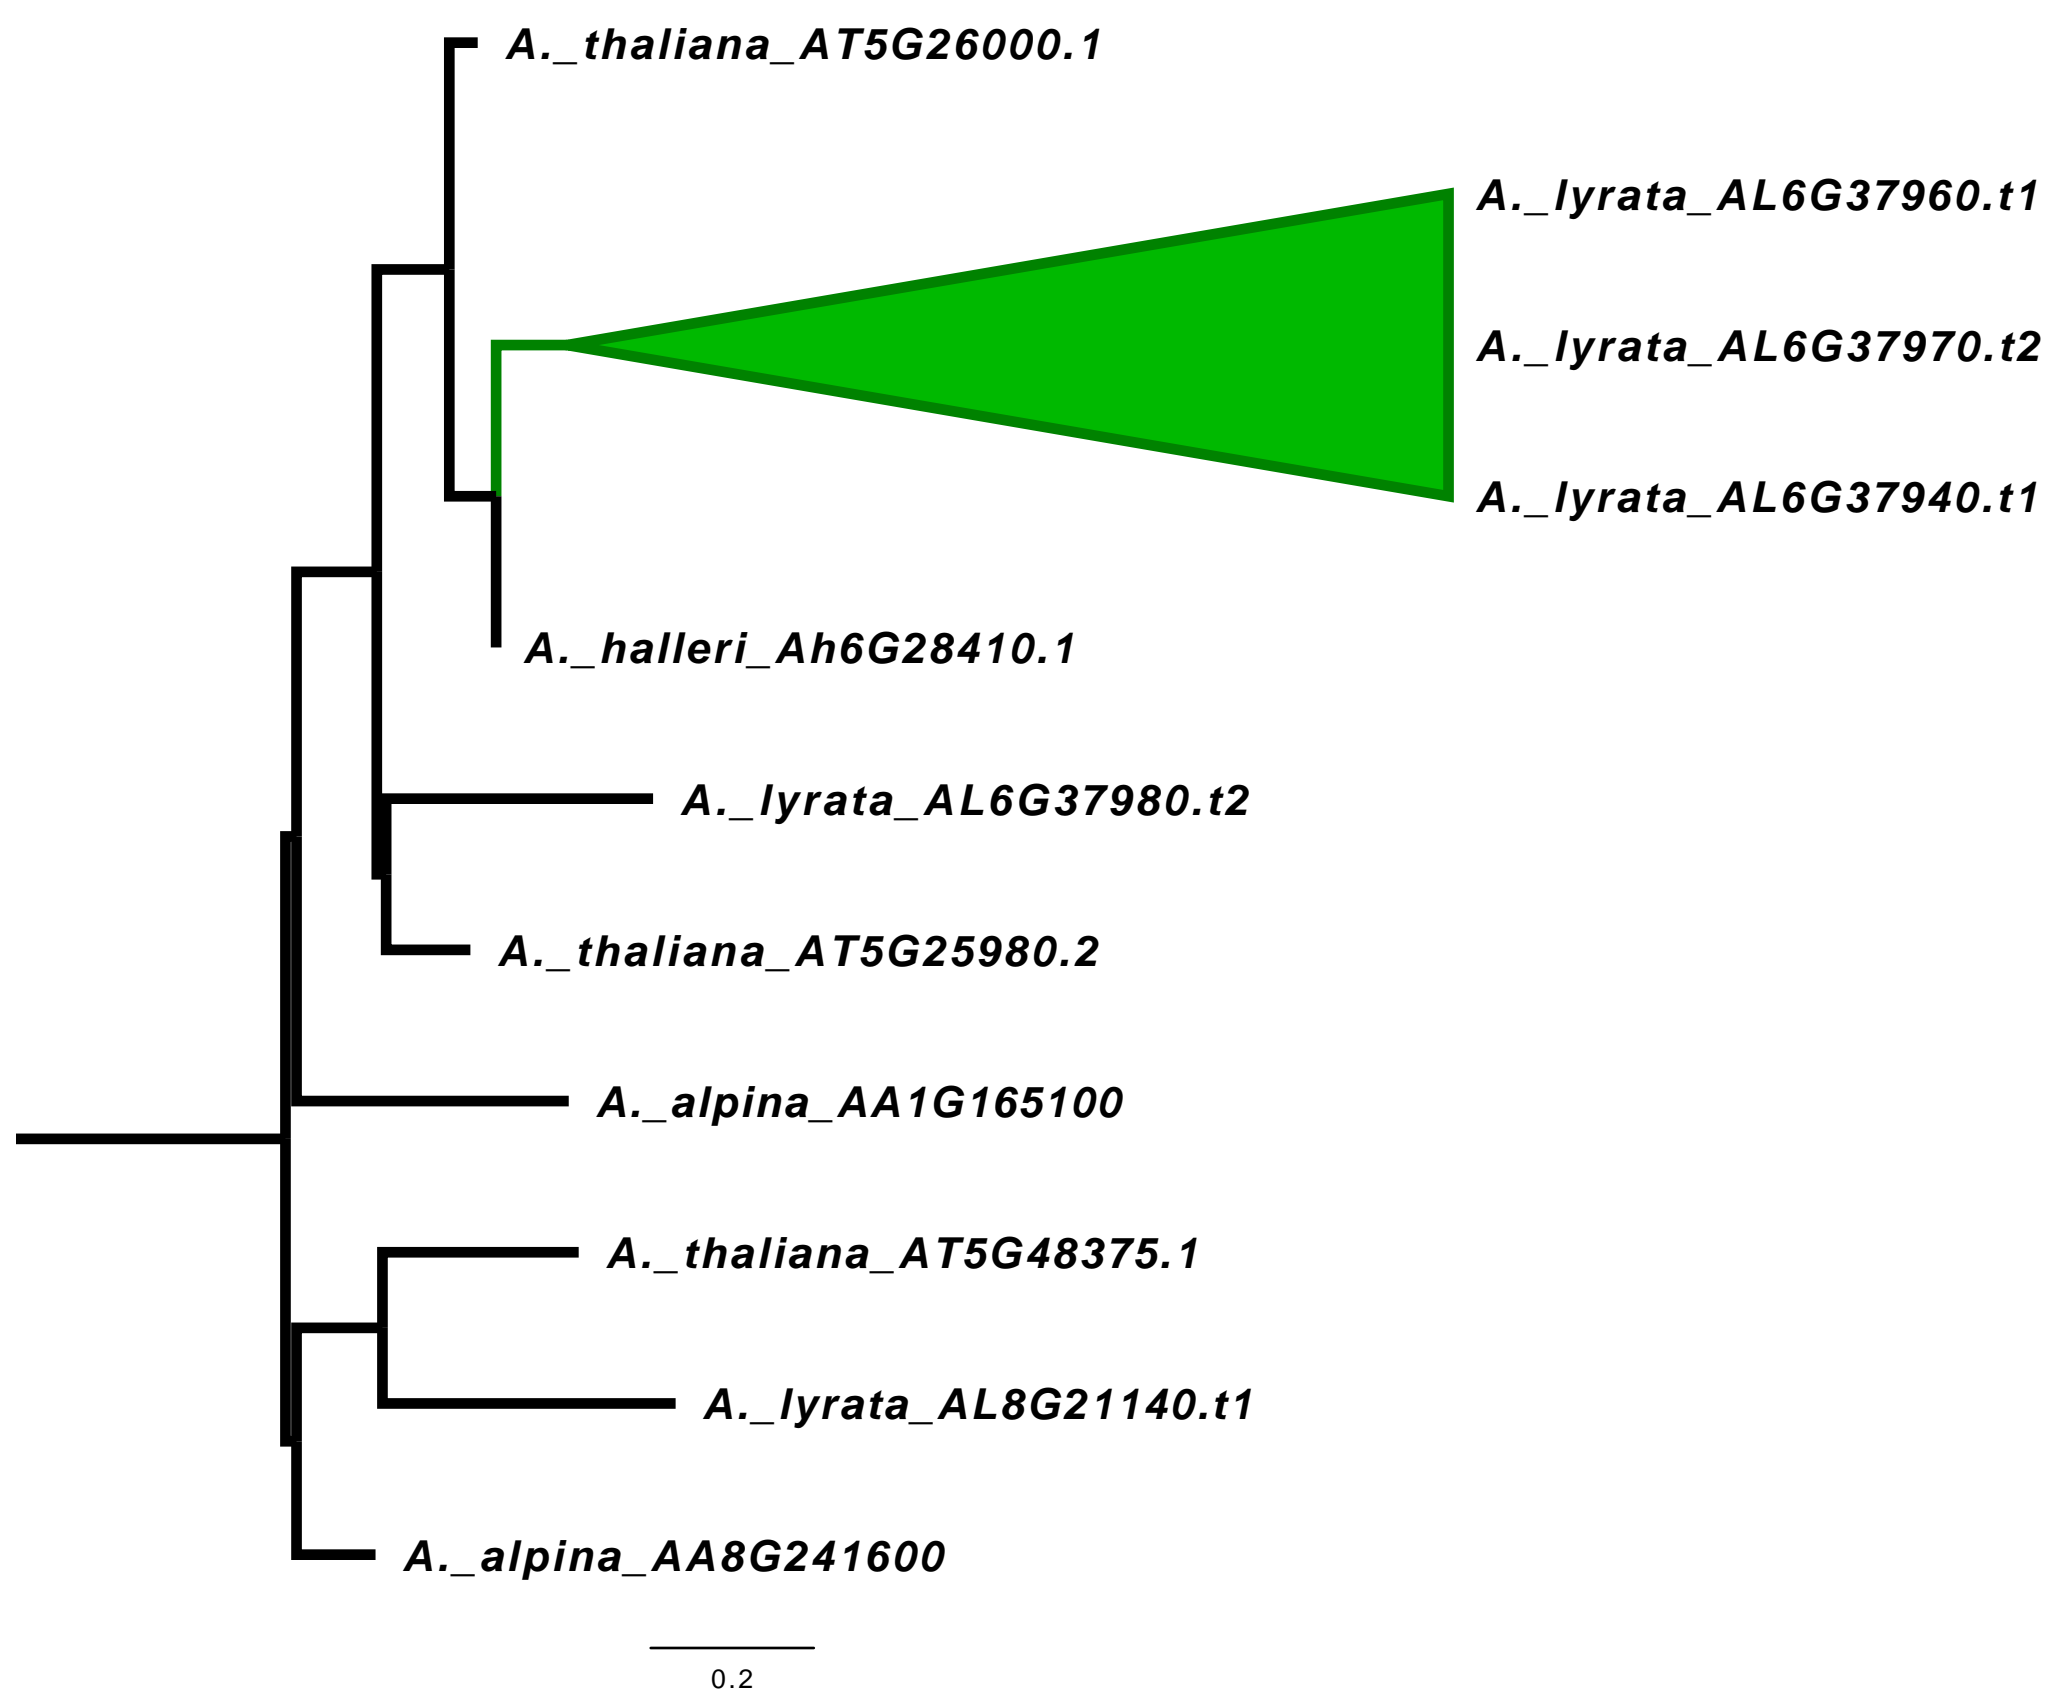 A._thaliana_AT5G26000.1
A._lyrata_AL6G37960.t1
A._lyrata_AL6G37970.t2
A._lyrata_AL6G37940.t1
A._halleri_Ah6G28410.1
A._lyrata_AL6G37980.t2
A._thaliana_AT5G25980.2
A._alpina_AA1G165100
A._thaliana_AT5G48375.1
A._lyrata_AL8G21140.t1
A._alpina_AA8G241600
0.2